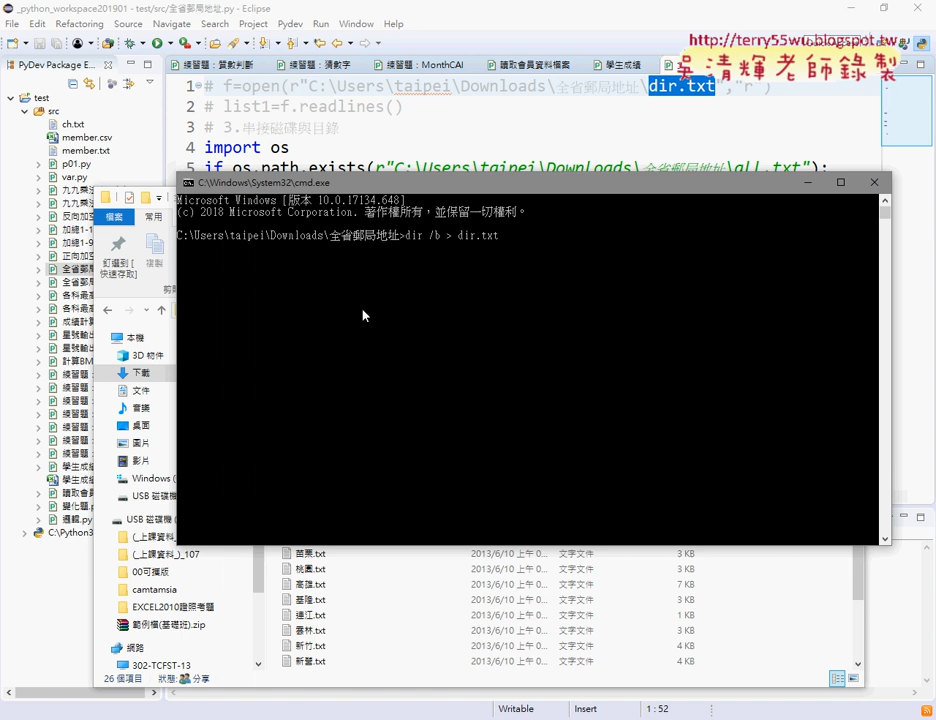 _python_workspace201901 - test/src/全省郵局地址.py - Eclipse
File Edit Refactoring Source Navigate Search Project Pydev Run Window Help
http://terry55wu.blogspot.tw
吳清輝老師錄製
PyDev Package E...
練習題：質數判斷
練習題：猜數字
練習題：MonthCAl
讀取會員資料檔案
學生成績
1 # f=open(r"C:\Users\taipei\Downloads\全省郵局地址\dir.txt","r")
2 # list1=f.readlines()
3 # 3.串接磁碟與目錄
4 import os
5 if os.path.exists(r"C:\Users\taipei\Downloads\全省郵局地址\all.txt");
test
src
ch.txt
member.csv
member.txt
p01.py
var.py
九九乘法
九九乘法
反向加
加總1-
加總1-9
正向加
全省郵局
全省郵局
各科最高
各科最高
成績計算
星號輸出
星號輸出
計算BM
練習題：
練習題：
練習題：
練習題：
練習題：
練習題：
練習題：
學生成績
學生成績
讀取會員
變化題.p
邏輯.py
C:\Python3
C:\Windows\System32\cmd.exe
Microsoft Windows [版本 10.0.17134.648]
(c) 2018 Microsoft Corporation. 著作權所有，並保留一切權利。
C:\Users\taipei\Downloads\全省郵局地址>dir /b > dir.txt
檔案 常用
釘選到 [
快速存取]
複製
本機
3D 物件
下載
文件
音樂
桌面
圖片
影片
Windows (
USB 磁碟機
USB 磁碟機 (
(_上課資料_
(_上課資料_)_107
00可攜版
camtamsia
EXCEL2010證照考題
範例檔(基礎班).zip
網路
302-TCFST-13
苗栗.txt 2013/6/10 上午 0... 文字文件 3 KB
桃園.txt 2013/6/10 上午 0... 文字文件 3 KB
高雄.txt 2013/6/10 上午 0... 文字文件 7 KB
基隆.txt 2013/6/10 上午 0... 文字文件 3 KB
連江.txt 2013/6/10 上午 0... 文字文件 1 KB
雲林.txt 2013/6/10 上午 0... 文字文件 3 KB
新竹.txt 2013/6/10 上午 0... 文字文件 4 KB
新營.txt 2013/6/10 上午 0... 文字文件 4 KB
26 個項目 狀態: 分享
Writable Insert 1 : 52